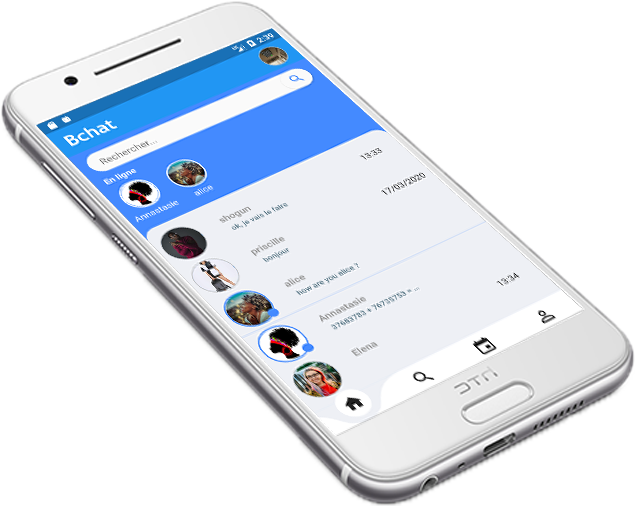 2:39
Bchat
Rechercher...
En ligne
Annastasie
alice
shogun
13:33
ok, je vais le faire
priscille
17/03/2020
bonjour
alice
how are you alice ?
Annastasie
13:34
37683783 + 76735753 = ...
Elena